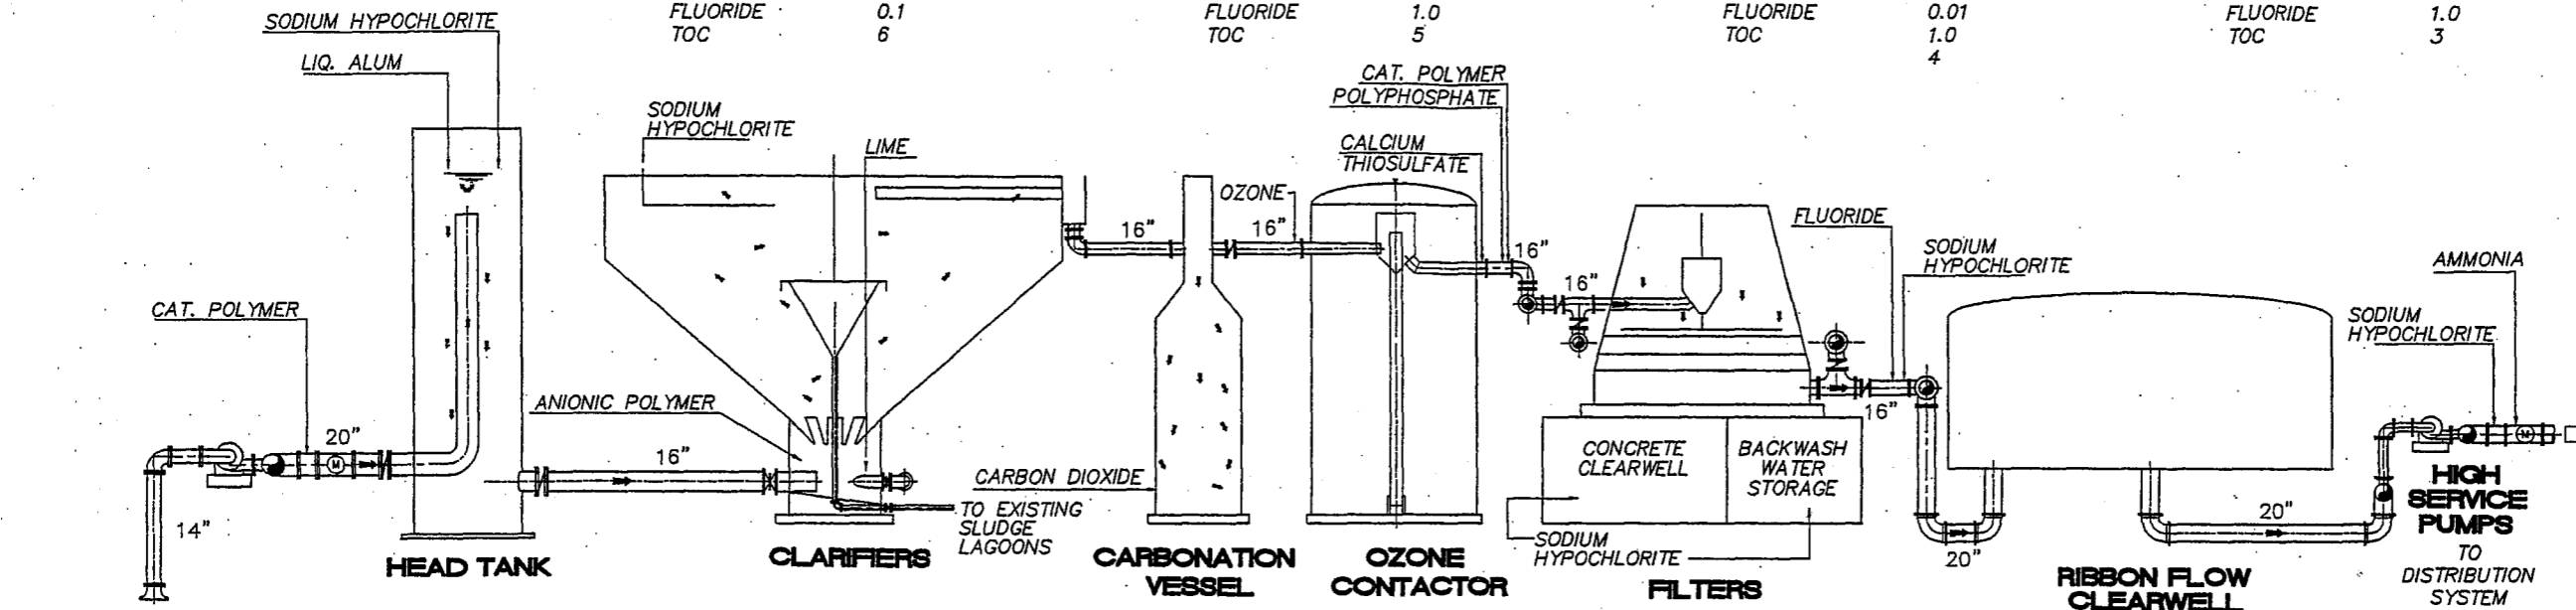 FLUORIDE 0.1
TOC 6
FLUORIDE 1.0
TOC 5
FLUORIDE 0.01
TOC 1.0
4
FLUORIDE 1.0
TOC 3
SODIUM HYPOCHLORITE
LIQ. ALUM
CAT. POLYMER
20"
14"
HEAD TANK
SODIUM
HYPOCHLORITE
LIME
ANIONIC POLYMER
16"
TO EXISTING
SLUDGE
LAGOONS
CLARIFIERS
16"
CARBON DIOXIDE
CARBONATION
VESSEL
OZONE
16"
CAT. POLYMER
POLYPHOSPHATE
CALCIUM
THIOSULFATE
16"
OZONE
CONTACTOR
16"
CONCRETE
CLEARWELL
BACKWASH
WATER
STORAGE
SODIUM
HYPOCHLORITE
FILTERS
FLUORIDE
SODIUM
HYPOCHLORITE
16"
20"
RIBBON FLOW
CLEARWELL
20"
AMMONIA
SODIUM
HYPOCHLORITE
M
M
HIGH
SERVICE
PUMPS
TO
DISTRIBUTION
SYSTEM